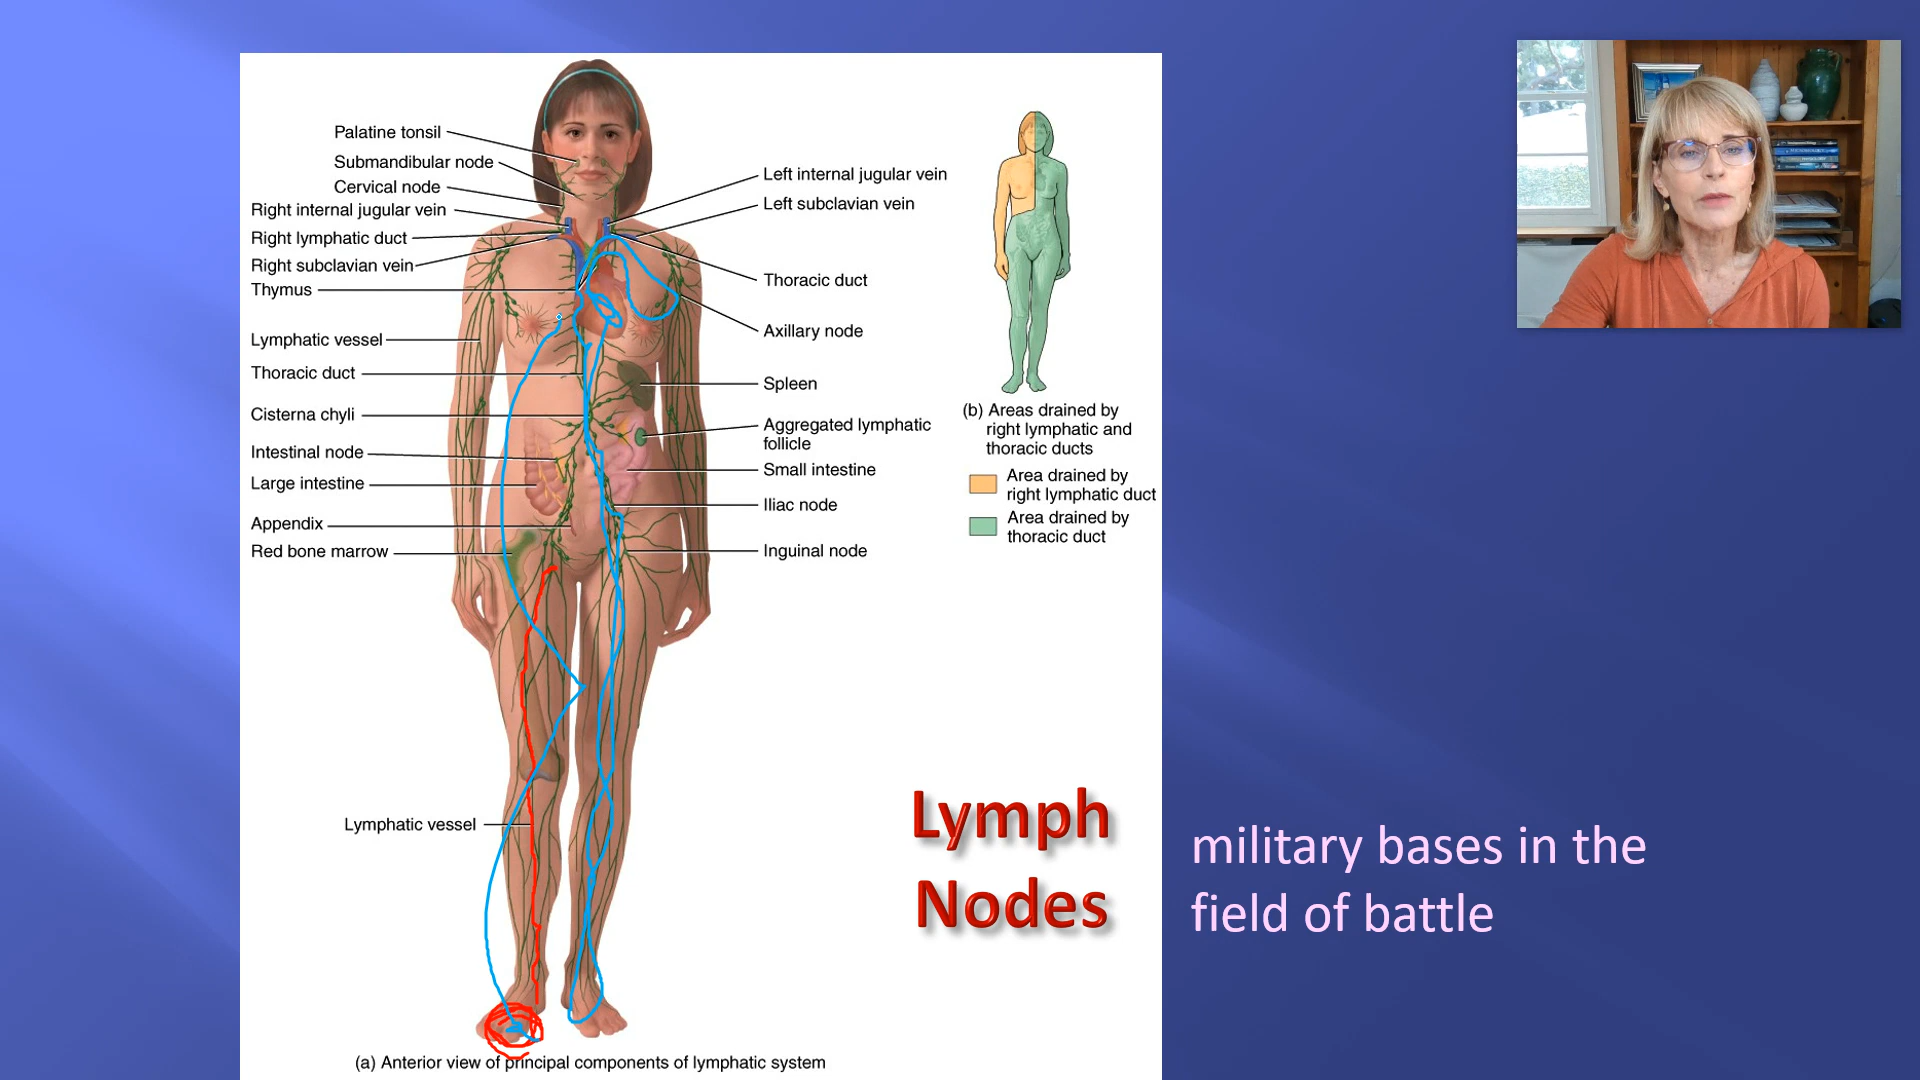 Palatine tonsil
Submandibular node
Cervical node
Right internal jugular vein
Right lymphatic duct
Right subclavian vein
Thymus
Lymphatic vessel
Thoracic duct
Cisterna chyli
Intestinal node
Large intestine
Appendix
Red bone marrow
Lymphatic vessel
Left internal jugular vein
Left subclavian vein
Thoracic duct
Axillary node
Spleen
Aggregated lymphatic
follicle
Small intestine
Iliac node
Inguinal node
(a) Anterior view of principal components of lymphatic system
(b) Areas drained by
right lymphatic and
thoracic ducts
Area drained by
right lymphatic duct
Area drained by
thoracic duct
Lymph
Nodes
military bases in the
field of battle